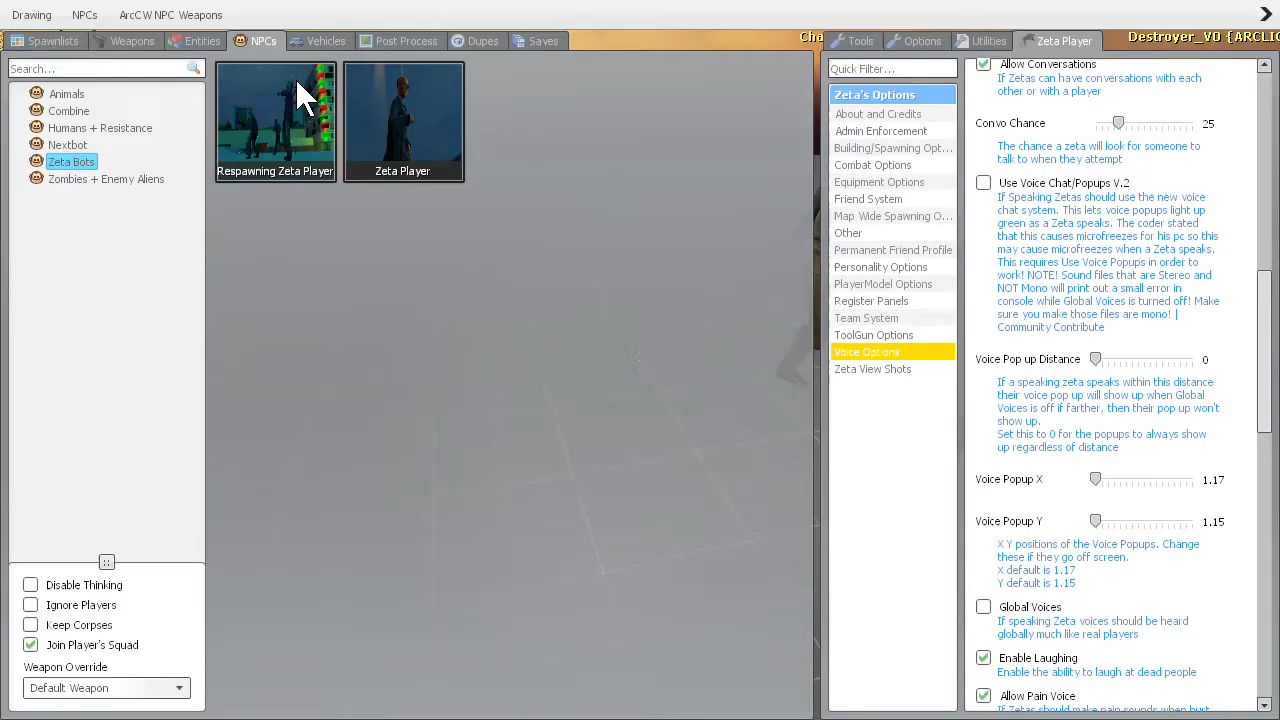 Drawing NPCs ArcCW NPC Weapons
Spawnlists Weapons Entities NPCs Vehicles Post Process Dupes Saves
Cha
Destroyer_VO {ARCLIC
Search...
Animals
Combine
Humans + Resistance
Nextbot
Zeta Bots
Zombies + Enemy Aliens
Respawning Zeta Player
Zeta Player
Disable Thinking
Ignore Players
Keep Corpses
Join Player's Squad
Weapon Override
Default Weapon
Tools Options Utilities Zeta Player
Quick Filter...
Zeta's Options
About and Credits
Admin Enforcement
Building/Spawning Opt...
Combat Options
Equipment Options
Friend System
Map Wide Spawning O...
Other
Permanent Friend Profile
Personality Options
PlayerModel Options
Register Panels
Team System
ToolGun Options
Voice Options
Zeta View Shots
Allow Conversations
If Zetas can have conversations with each
other or with a player
Convo Chance 25
The chance a zeta will look for someone to
talk to when they attempt
Use Voice Chat/Popups V.2
If Speaking Zetas should use the new voice
chat system. This lets voice popups light up
green as a Zeta speaks. The coder stated
that this causes microfreezes for his pc so this
may cause microfreezes when a Zeta speaks.
This requires Use Voice Popups in order to
work! NOTE! Sound files that are Stereo and
NOT Mono will print out a small error in
console while Global Voices is turned off! Make
sure you make those files are mono! |
Community Contribute
Voice Pop up Distance 0
If a speaking zeta speaks within this distance
their voice pop up will show up when Global
Voices is off if farther, then their pop up won't
show up.
Set this to 0 for the popups to always show
up regardless of distance
Voice Popup X 1.17
Voice Popup Y 1.15
X Y positions of the Voice Popups. Change
these if they go off screen.
X default is 1.17
Y default is 1.15
Global Voices
If speaking Zeta voices should be heard
globally much like real players
Enable Laughing
Enable the ability to laugh at dead people
Allow Pain Voice
If Zetas should make pain sounds when hurt